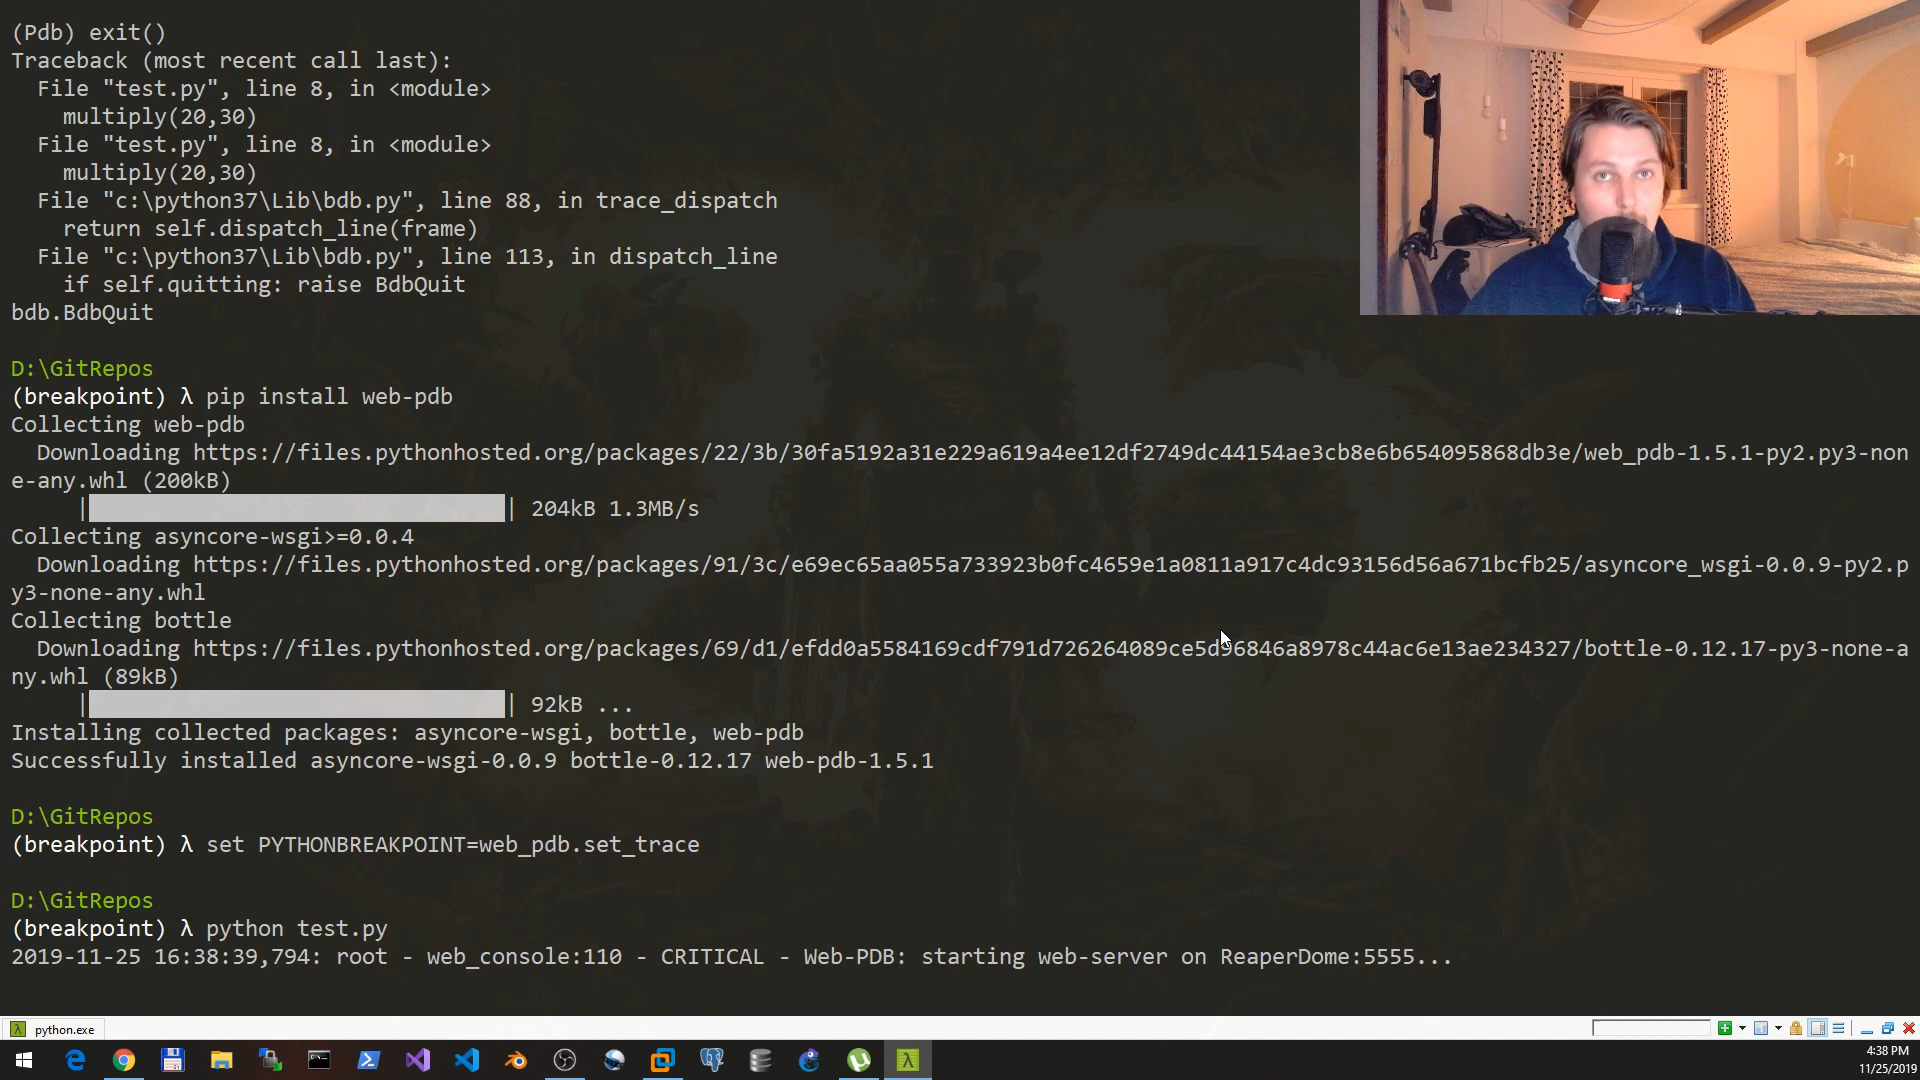 (Pdb) exit()
Traceback (most recent call last):
  File "test.py", line 8, in <module>
    multiply(20,30)
  File "test.py", line 8, in <module>
    multiply(20,30)
  File "c:\python37\Lib\bdb.py", line 88, in trace_dispatch
    return self.dispatch_line(frame)
  File "c:\python37\Lib\bdb.py", line 113, in dispatch_line
    if self.quitting: raise BdbQuit
bdb.BdbQuit
D:\GitRepos
(breakpoint) λ pip install web-pdb
Collecting web-pdb
  Downloading https://files.pythonhosted.org/packages/22/3b/30fa5192a31e229a619a4ee12df2749dc44154ae3cb8e6b654095868db3e/web_pdb-1.5.1-py2.py3-non
e-any.whl (200kB)
| | 204kB 1.3MB/s
Collecting asyncore-wsgi>=0.0.4
  Downloading https://files.pythonhosted.org/packages/91/3c/e69ec65aa055a733923b0fc4659e1a0811a917c4dc93156d56a671bcfb25/asyncore_wsgi-0.0.9-py2.p
y3-none-any.whl
Collecting bottle
  Downloading https://files.pythonhosted.org/packages/69/d1/efdd0a5584169cdf791d726264089ce5d96846a8978c44ac6e13ae234327/bottle-0.12.17-py3-none-a
ny.whl (89kB)
| | 92kB ...
Installing collected packages: asyncore-wsgi, bottle, web-pdb
Successfully installed asyncore-wsgi-0.0.9 bottle-0.12.17 web-pdb-1.5.1
D:\GitRepos
(breakpoint) λ set PYTHONBREAKPOINT=web_pdb.set_trace
D:\GitRepos
(breakpoint) λ python test.py
2019-11-25 16:38:39,794: root - web_console:110 - CRITICAL - Web-PDB: starting web-server on ReaperDome:5555...
λ python.exe
4:38 PM
11/25/2019